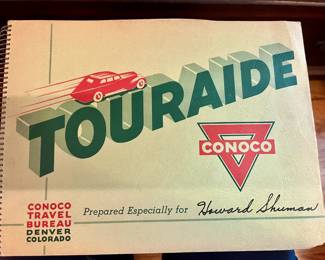 TOURAIDE
CONOCO
CONOCO
TRAVEL
BUREAU
DENVER
COLORADO
Prepared Especially for Howard Shuman